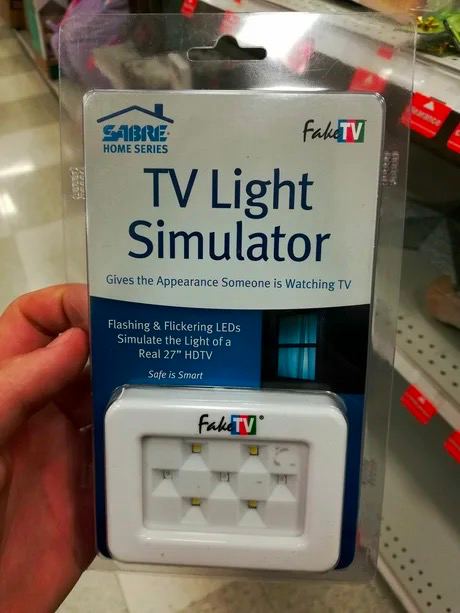 SABRE
HOME SERIES
FakeTV
TV Light
Simulator
Gives the Appearance Someone is Watching TV
Flashing & Flickering LEDs
Simulate the Light of a
Real 27" HDTV
Safe is Smart
FakeTV®